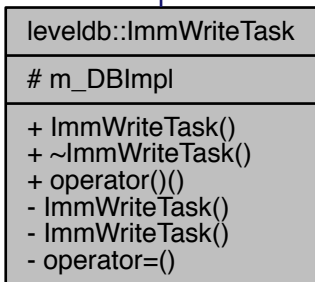 leveldb::ImmWriteTask
# m_DBImpl
+ ImmWriteTask()
+ ~ImmWriteTask()
+ operator()()
- ImmWriteTask()
- ImmWriteTask()
- operator=()